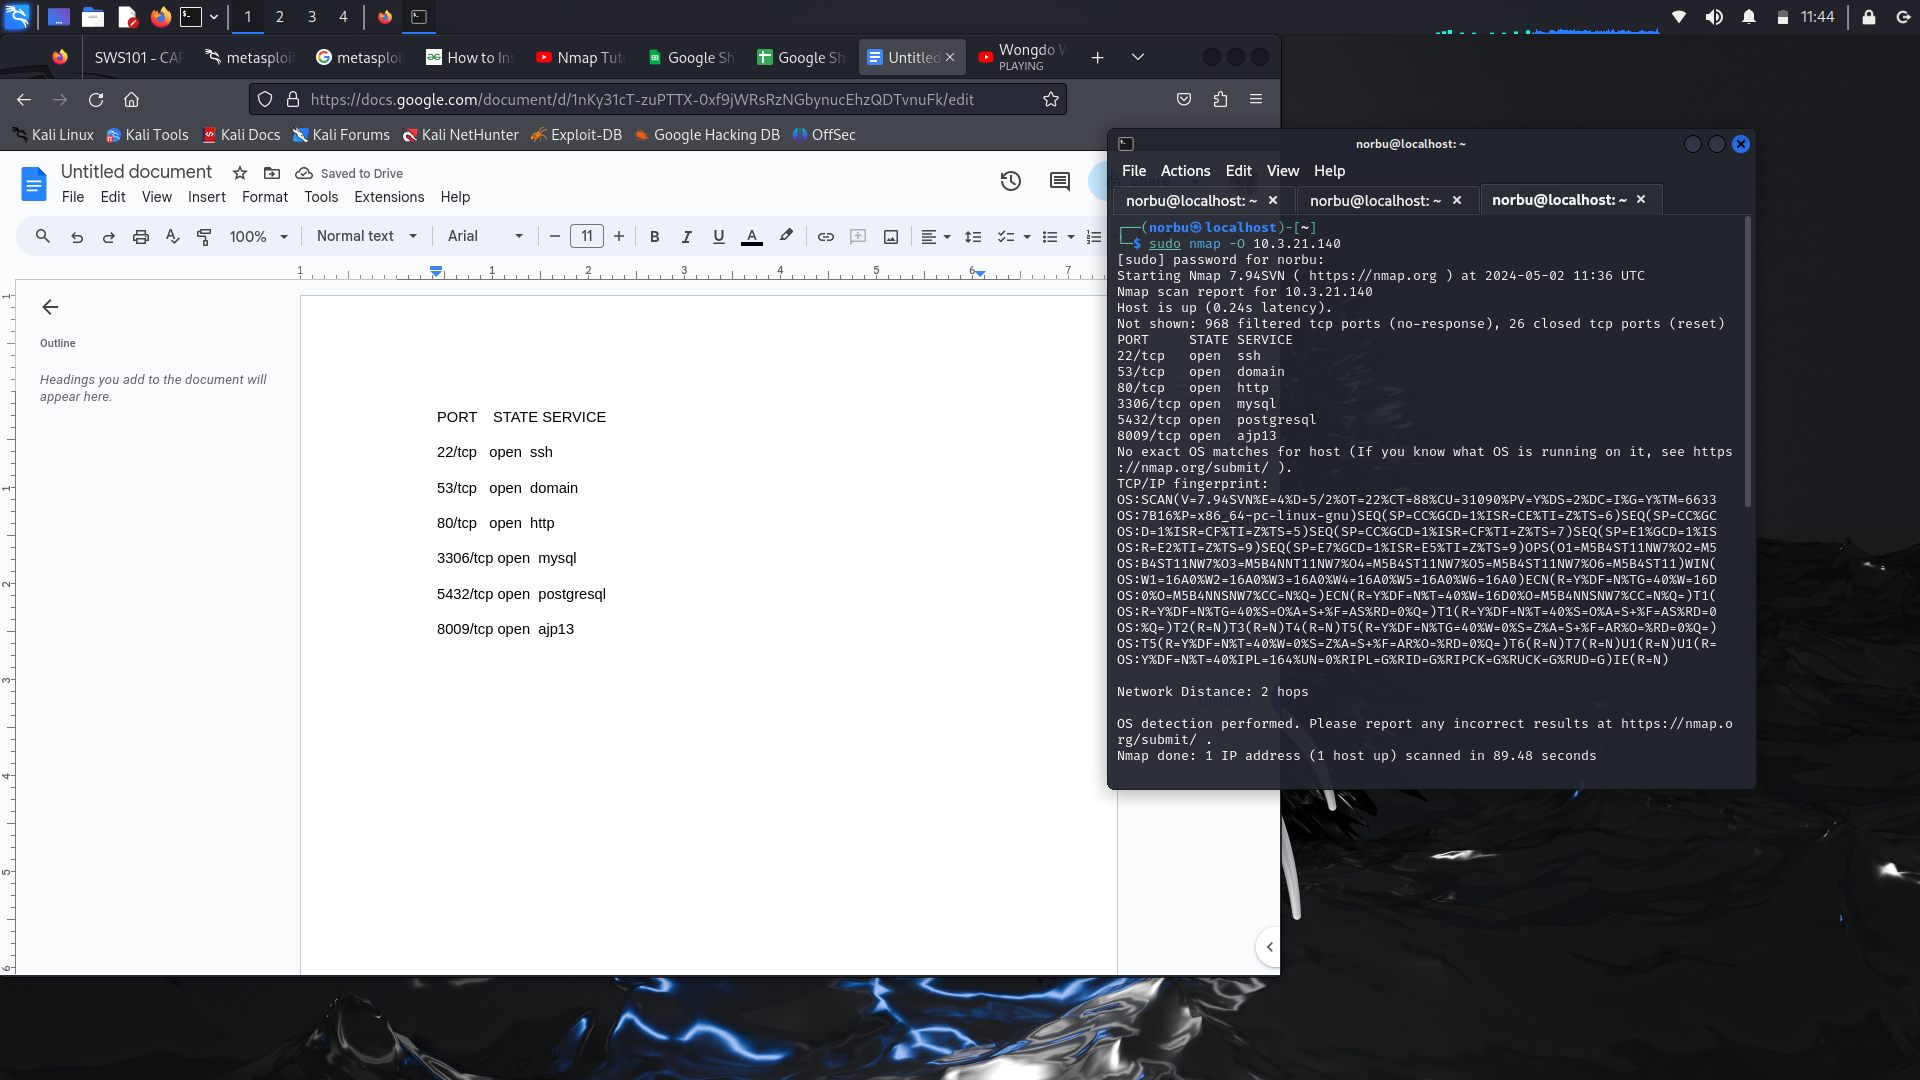 1
2
3
4
11:44
SWS101 - CAP
metasploit
metasploit
How to Ins
Nmap Tuto
Google Sh
Google Sh
Untitled
Wongdo W
PLAYING
https://docs.google.com/document/d/1nKy31cT-zuPTTX-0xf9jWRsRzNGbynucEhzQDTvnuFk/edit
Kali Linux
Kali Tools
Kali Docs
Kali Forums
Kali NetHunter
Exploit-DB
Google Hacking DB
OffSec
Untitled document
Saved to Drive
File Edit View Insert Format Tools Extensions Help
100%
Normal text
Arial
11
B I U A
1 1 2 3 4 5 6 7
1
1
2
3
4
5
6
Outline
Headings you add to the document will
appear here.
PORT STATE SERVICE
22/tcp open ssh
53/tcp open domain
80/tcp open http
3306/tcp open mysql
5432/tcp open postgresql
8009/tcp open ajp13
norbu@localhost: ~
File Actions Edit View Help
norbu@localhost: ~ × norbu@localhost: ~ × norbu@localhost: ~ ×
┌──(norbu㉿localhost)-[~]
└─$ sudo nmap -O 10.3.21.140
[sudo] password for norbu:
Starting Nmap 7.94SVN ( https://nmap.org ) at 2024-05-02 11:36 UTC
Nmap scan report for 10.3.21.140
Host is up (0.24s latency).
Not shown: 968 filtered tcp ports (no-response), 26 closed tcp ports (reset)
PORT     STATE SERVICE
22/tcp   open  ssh
53/tcp   open  domain
80/tcp   open  http
3306/tcp open  mysql
5432/tcp open  postgresql
8009/tcp open  ajp13
No exact OS matches for host (If you know what OS is running on it, see https
://nmap.org/submit/ ).
TCP/IP fingerprint:
OS:SCAN(V=7.94SVN%E=4%D=5/2%OT=22%CT=88%CU=31090%PV=Y%DS=2%DC=I%G=Y%TM=6633
OS:7B16%P=x86_64-pc-linux-gnu)SEQ(SP=CC%GCD=1%ISR=CE%TI=Z%TS=6)SEQ(SP=CC%GC
OS:D=1%ISR=CF%TI=Z%TS=5)SEQ(SP=CC%GCD=1%ISR=CF%TI=Z%TS=7)SEQ(SP=E1%GCD=1%IS
OS:R=E2%TI=Z%TS=9)SEQ(SP=E7%GCD=1%ISR=E5%TI=Z%TS=9)OPS(O1=M5B4ST11NW7%O2=M5
OS:B4ST11NW7%O3=M5B4NNT11NW7%O4=M5B4ST11NW7%O5=M5B4ST11NW7%O6=M5B4ST11)WIN(
OS:W1=16A0%W2=16A0%W3=16A0%W4=16A0%W5=16A0%W6=16A0)ECN(R=Y%DF=N%TG=40%W=16D
OS:0%O=M5B4NNSNW7%CC=N%Q=)ECN(R=Y%DF=N%T=40%W=16D0%O=M5B4NNSNW7%CC=N%Q=)T1(
OS:R=Y%DF=N%TG=40%S=O%A=S+%F=AS%RD=0%Q=)T1(R=Y%DF=N%T=40%S=O%A=S+%F=AS%RD=0
OS:%Q=)T2(R=N)T3(R=N)T4(R=N)T5(R=Y%DF=N%TG=40%W=0%S=Z%A=S+%F=AR%O=%RD=0%Q=)
OS:T5(R=Y%DF=N%T=40%W=0%S=Z%A=S+%F=AR%O=%RD=0%Q=)T6(R=N)T7(R=N)U1(R=N)U1(R=
OS:Y%DF=N%T=40%IPL=164%UN=0%RIPL=G%RID=G%RIPCK=G%RUCK=G%RUD=G)IE(R=N)
Network Distance: 2 hops
OS detection performed. Please report any incorrect results at https://nmap.o
rg/submit/ .
Nmap done: 1 IP address (1 host up) scanned in 89.48 seconds